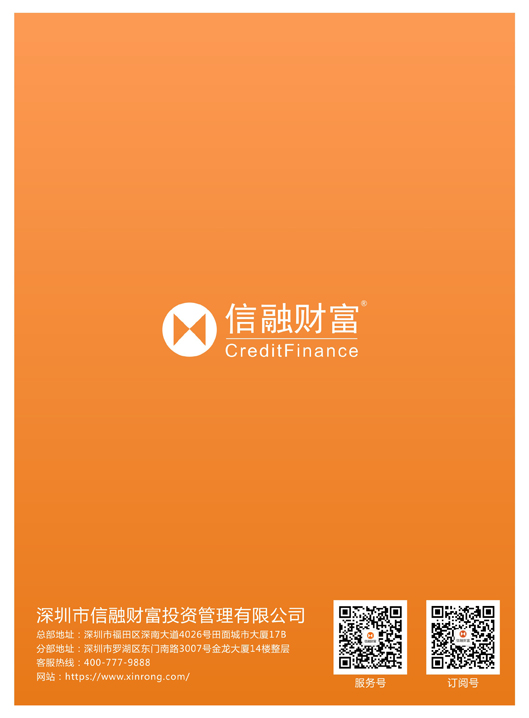 信融财富®
CreditFinance
深圳市信融财富投资管理有限公司
总部地址：深圳市福田区深南大道4026号田面城市大厦17B
分部地址：深圳市罗湖区东门南路3007号金龙大厦14楼整层
客服热线：400-777-9888
网站：https://www.xinrong.com/
服务号
订阅号